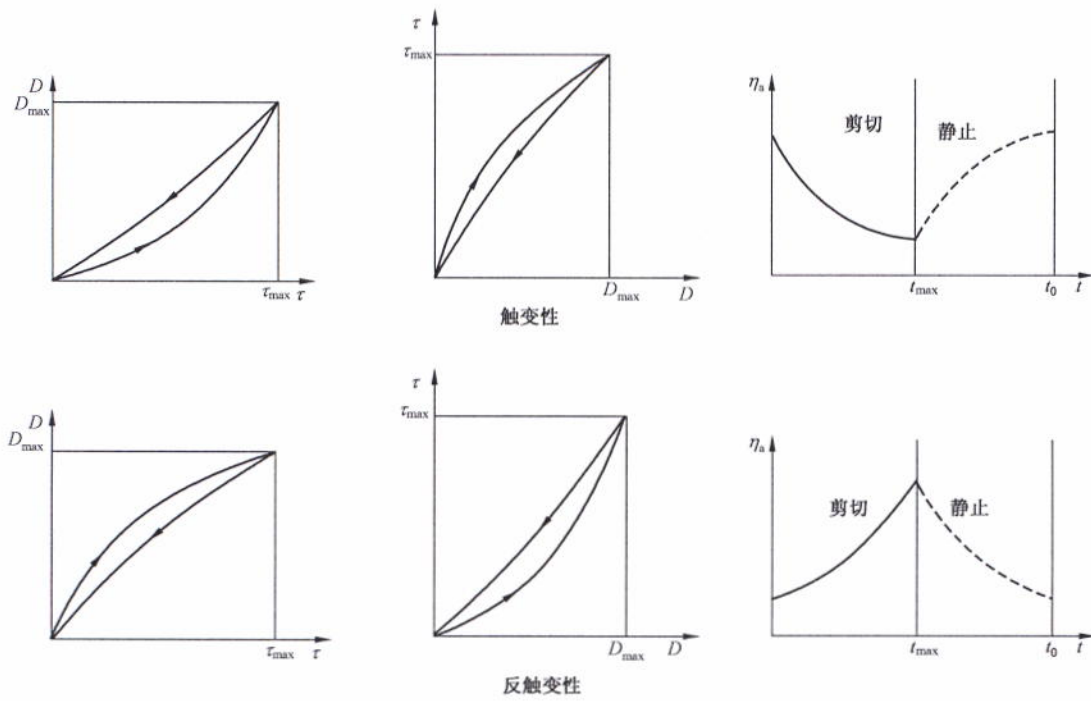 D
D_max
τ_max τ
τ
τ_max
D_max D
η_a
剪切
静止
t_max
t_0 t
触变性
D
D_max
τ_max τ
τ
τ_max
D_max D
η_a
剪切
静止
t_max
t_0 t
反触变性